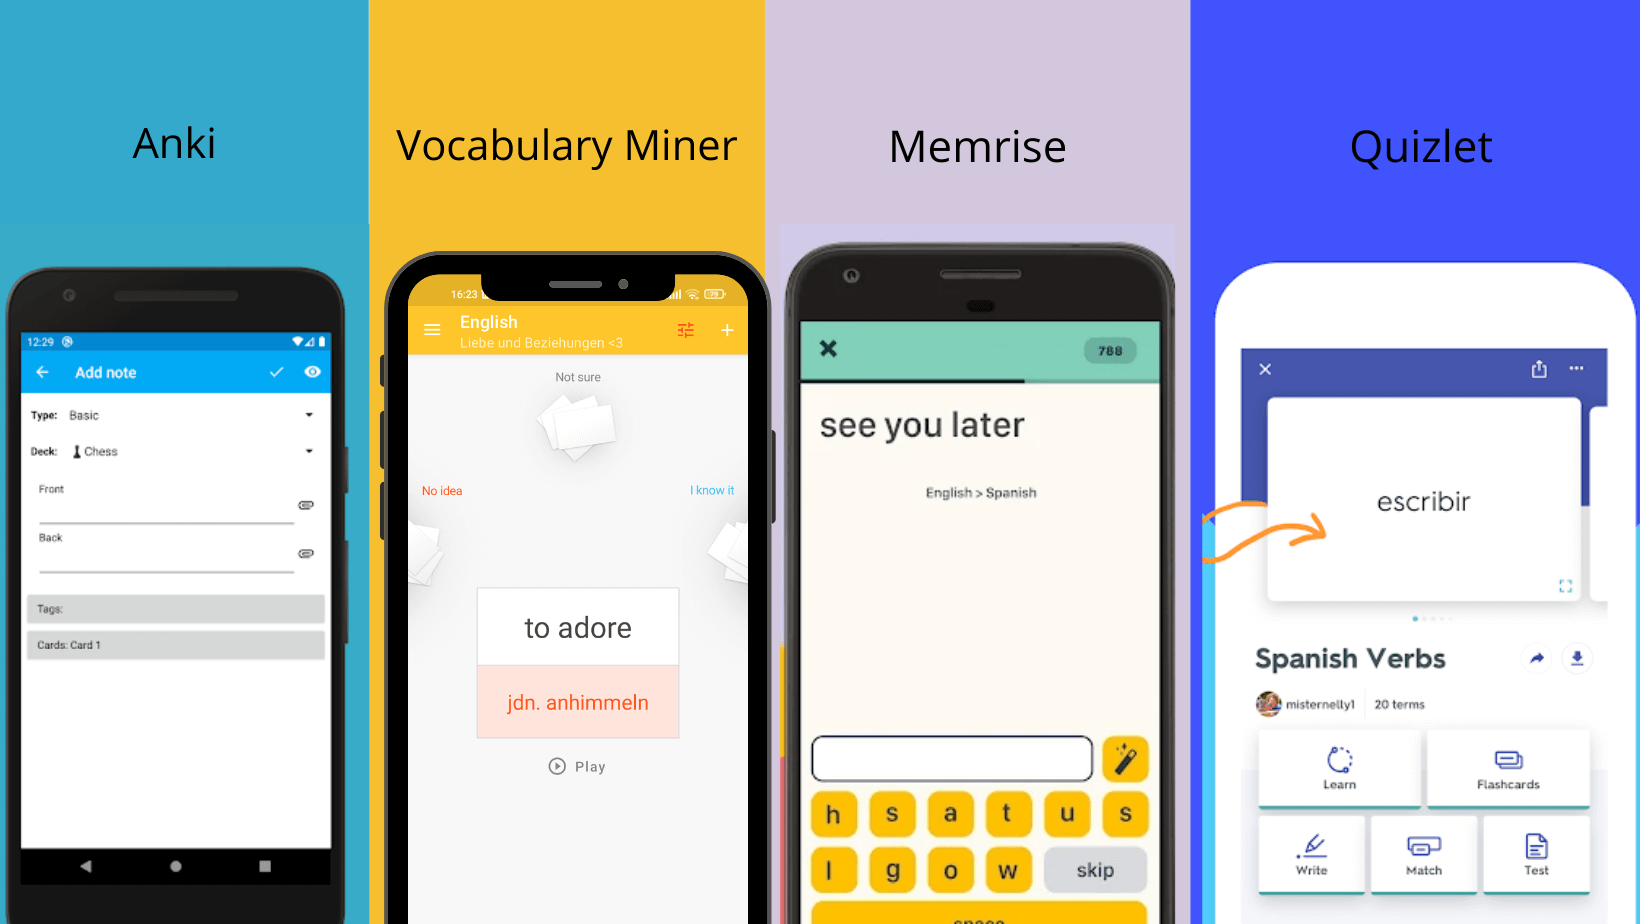 Anki
12:29
Add note
Type: Basic
Deck: Chess
Front
Back
Tags:
Cards: Card 1
Vocabulary Miner
16:23
English
Liebe und Beziehungen <3
Not sure
No idea
I know it
to adore
jdn. anhimmeln
Play
Memrise
788
see you later
English > Spanish
h s a t u s
l g o w skip
space
Quizlet
escribir
Spanish Verbs
misternelly1 20 terms
Learn Flashcards
Write Match Test